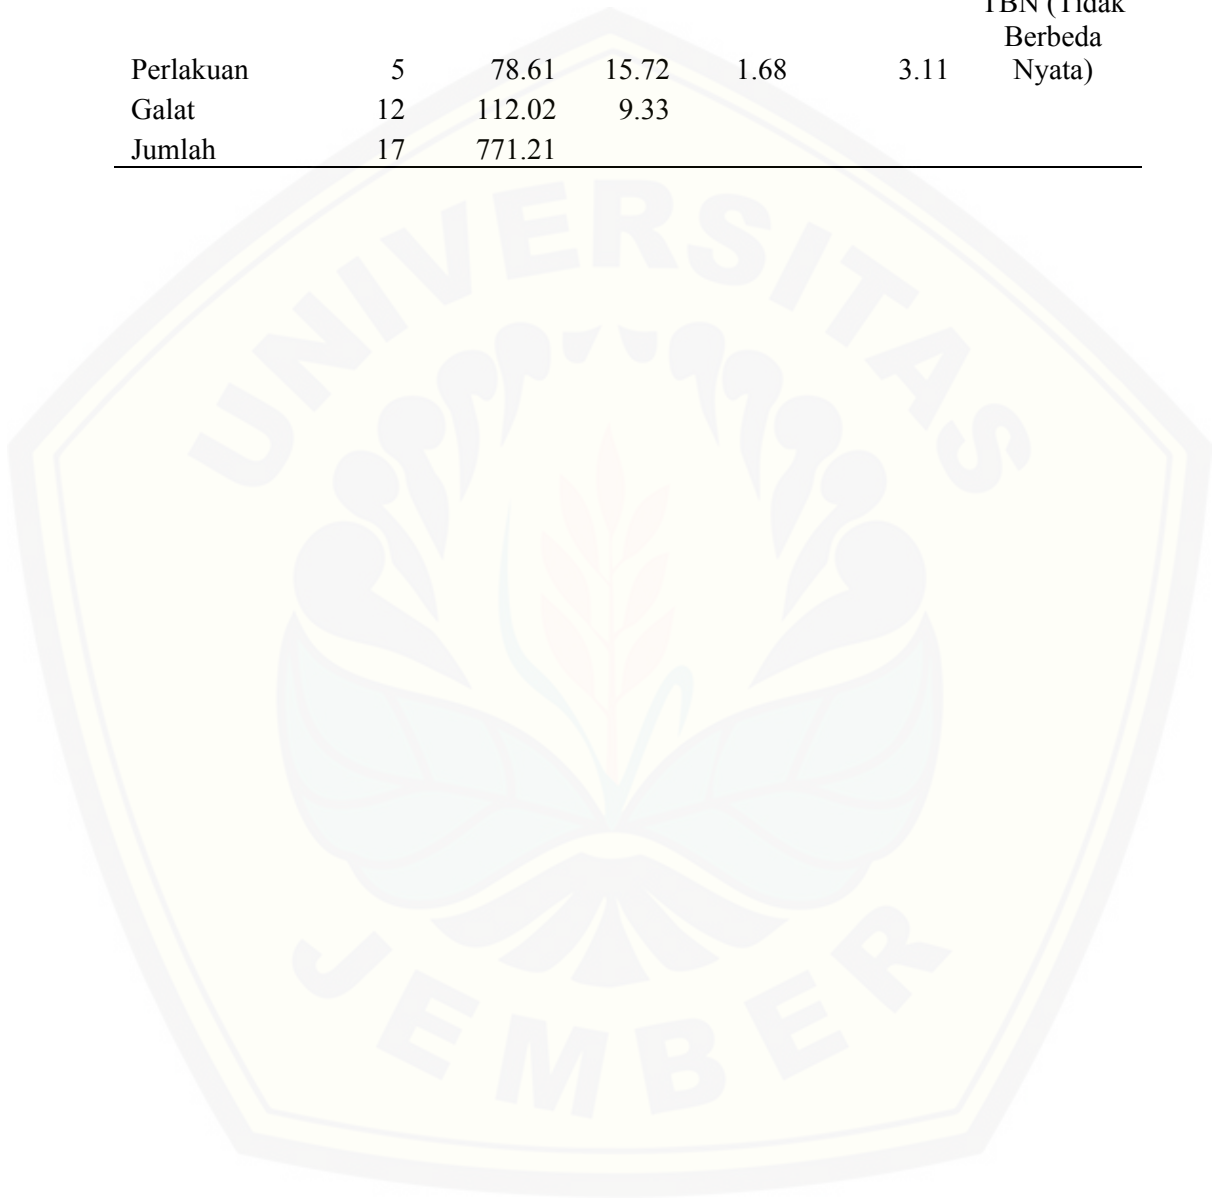 TBN (Tidak
Berbeda
Perlakuan 5 78.61 15.72 1.68 3.11 Nyata)
Galat 12 112.02 9.33
Jumlah 17 771.21
UNIVERSITAS
JEMBER